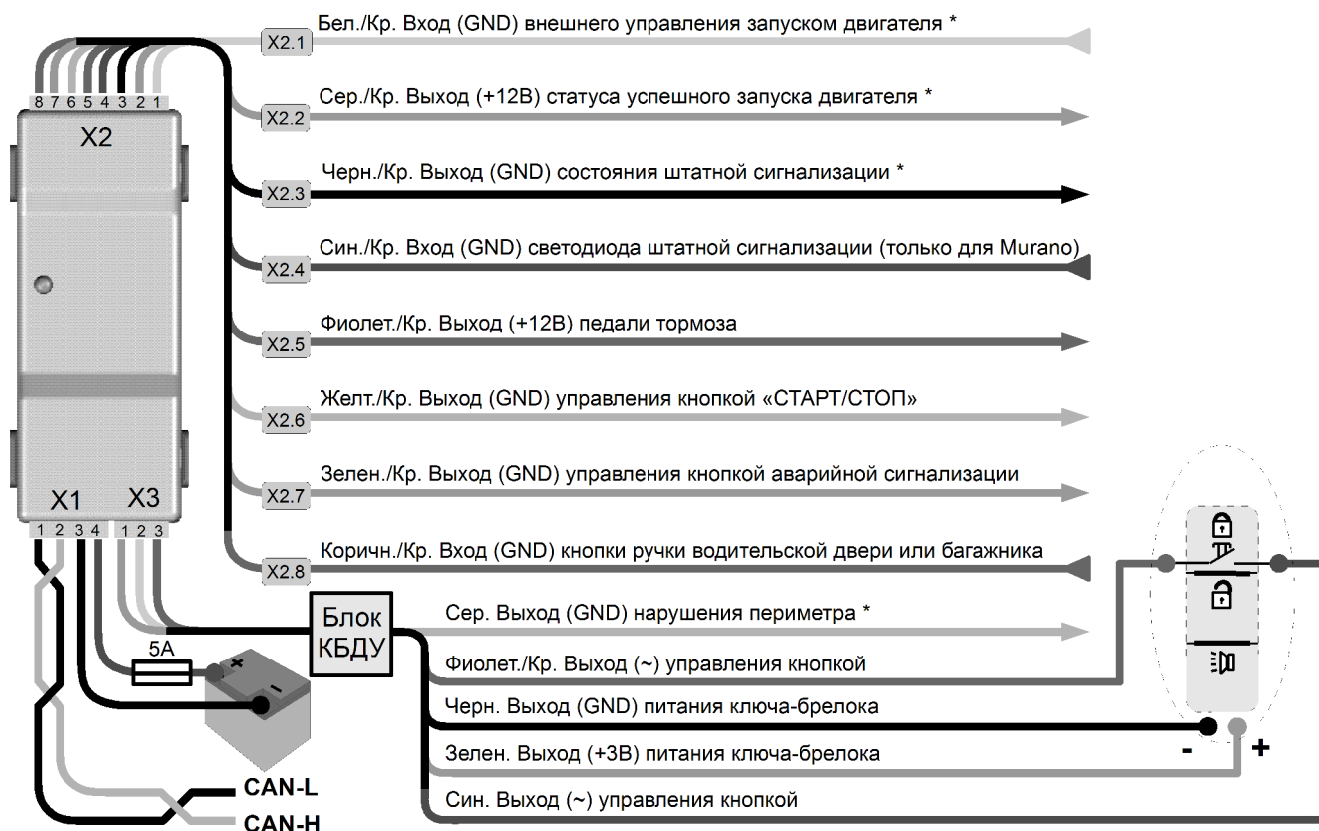 Бел./Кр. Вход (GND) внешнего управления запуском двигателя *
X2.1
Сер./Кр. Выход (+12В) статуса успешного запуска двигателя *
X2.2
8 7 6 5 4 3 2 1
X2
Черн./Кр. Выход (GND) состояния штатной сигнализации *
X2.3
Син./Кр. Вход (GND) светодиода штатной сигнализации (только для Murano)
X2.4
Фиолет./Кр. Выход (+12В) педали тормоза
X2.5
Желт./Кр. Выход (GND) управления кнопкой «СТАРТ/СТОП»
X2.6
Зелен./Кр. Выход (GND) управления кнопкой аварийной сигнализации
X2.7
X1 X3
1 2 3 4 1 2 3
Коричн./Кр. Вход (GND) кнопки ручки водительской двери или багажника
X2.8
Блок
КБДУ
Сер. Выход (GND) нарушения периметра *
5А
+
-
Фиолет./Кр. Выход (~) управления кнопкой
Черн. Выход (GND) питания ключа-брелока
- +
Зелен. Выход (+3В) питания ключа-брелока
CAN-L
Син. Выход (~) управления кнопкой
CAN-H